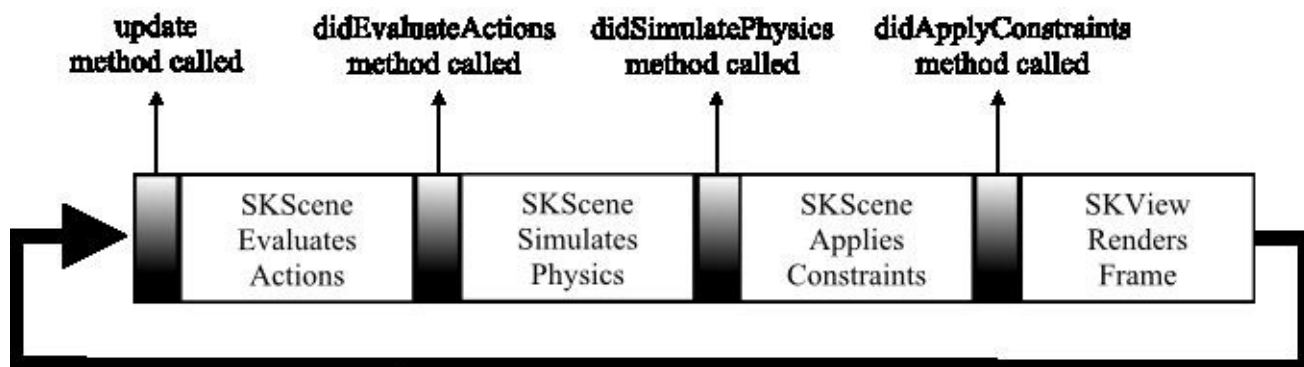 update
method called
didEvaluateActions
method called
didSimulatePhysics
method called
didApplyConstraints
method called
SKScene
Evaluates
Actions
SKScene
Simulates
Physics
SKScene
Applies
Constraints
SKView
Renders
Frame